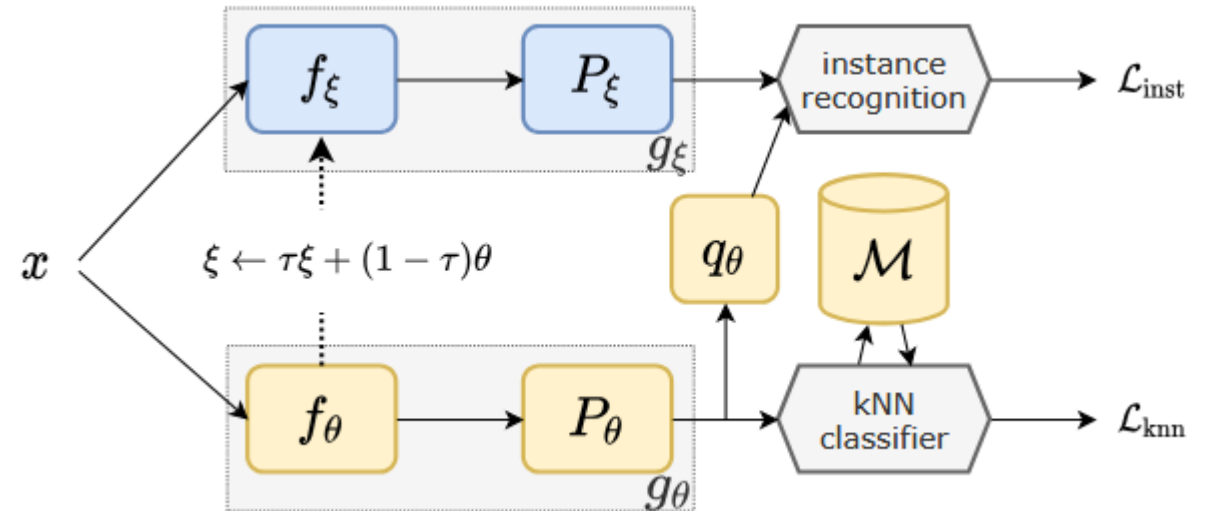 f_ξ
P_ξ
g_ξ
instance
recognition
ℒ_inst
x
ξ ← τξ + (1 − τ)θ
q_θ
ℳ
f_θ
P_θ
g_θ
kNN
classifier
ℒ_knn